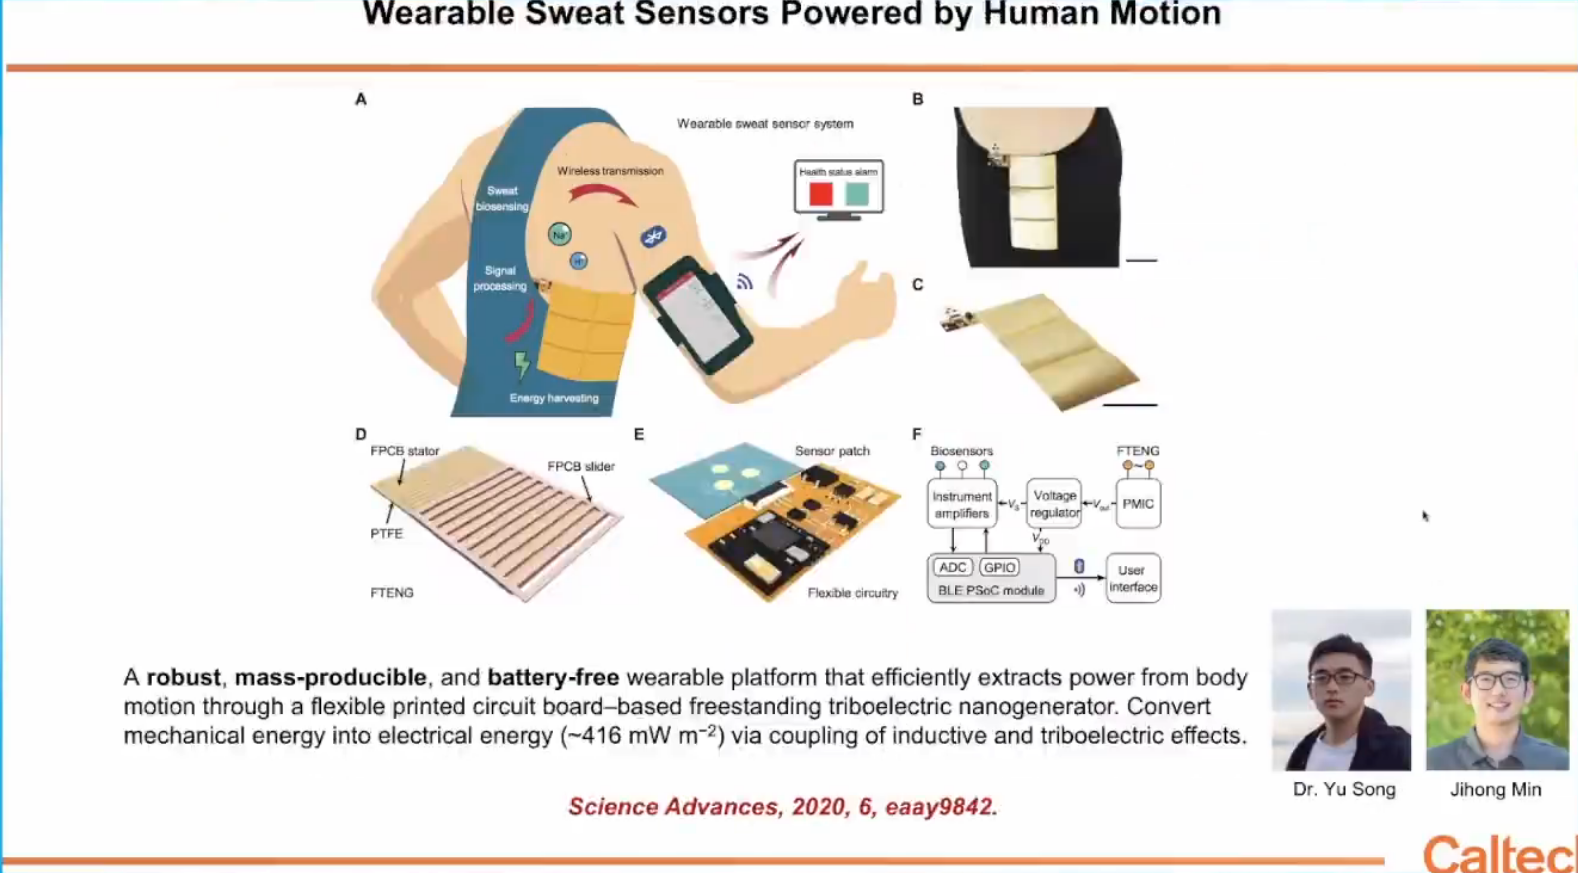 Wearable Sweat Sensors Powered by Human Motion
A
Wearable sweat sensor system
Wireless transmission
Sweat
biosensing
Na⁺
H⁺
Signal
processing
Energy harvesting
Health status alarm
B
C
D
FPCB stator
FPCB slider
PTFE
FTENG
E
Sensor patch
Flexible circuitry
F
Biosensors
FTENG
Instrument
amplifiers
Voltage
regulator
PMIC
Vout
VDD
ADC
GPIO
BLE PSoC module
User
interface
A robust, mass-producible, and battery-free wearable platform that efficiently extracts power from body
motion through a flexible printed circuit board–based freestanding triboelectric nanogenerator. Convert
mechanical energy into electrical energy (~416 mW m⁻²) via coupling of inductive and triboelectric effects.
Science Advances, 2020, 6, eaay9842.
Dr. Yu Song
Jihong Min
Caltec